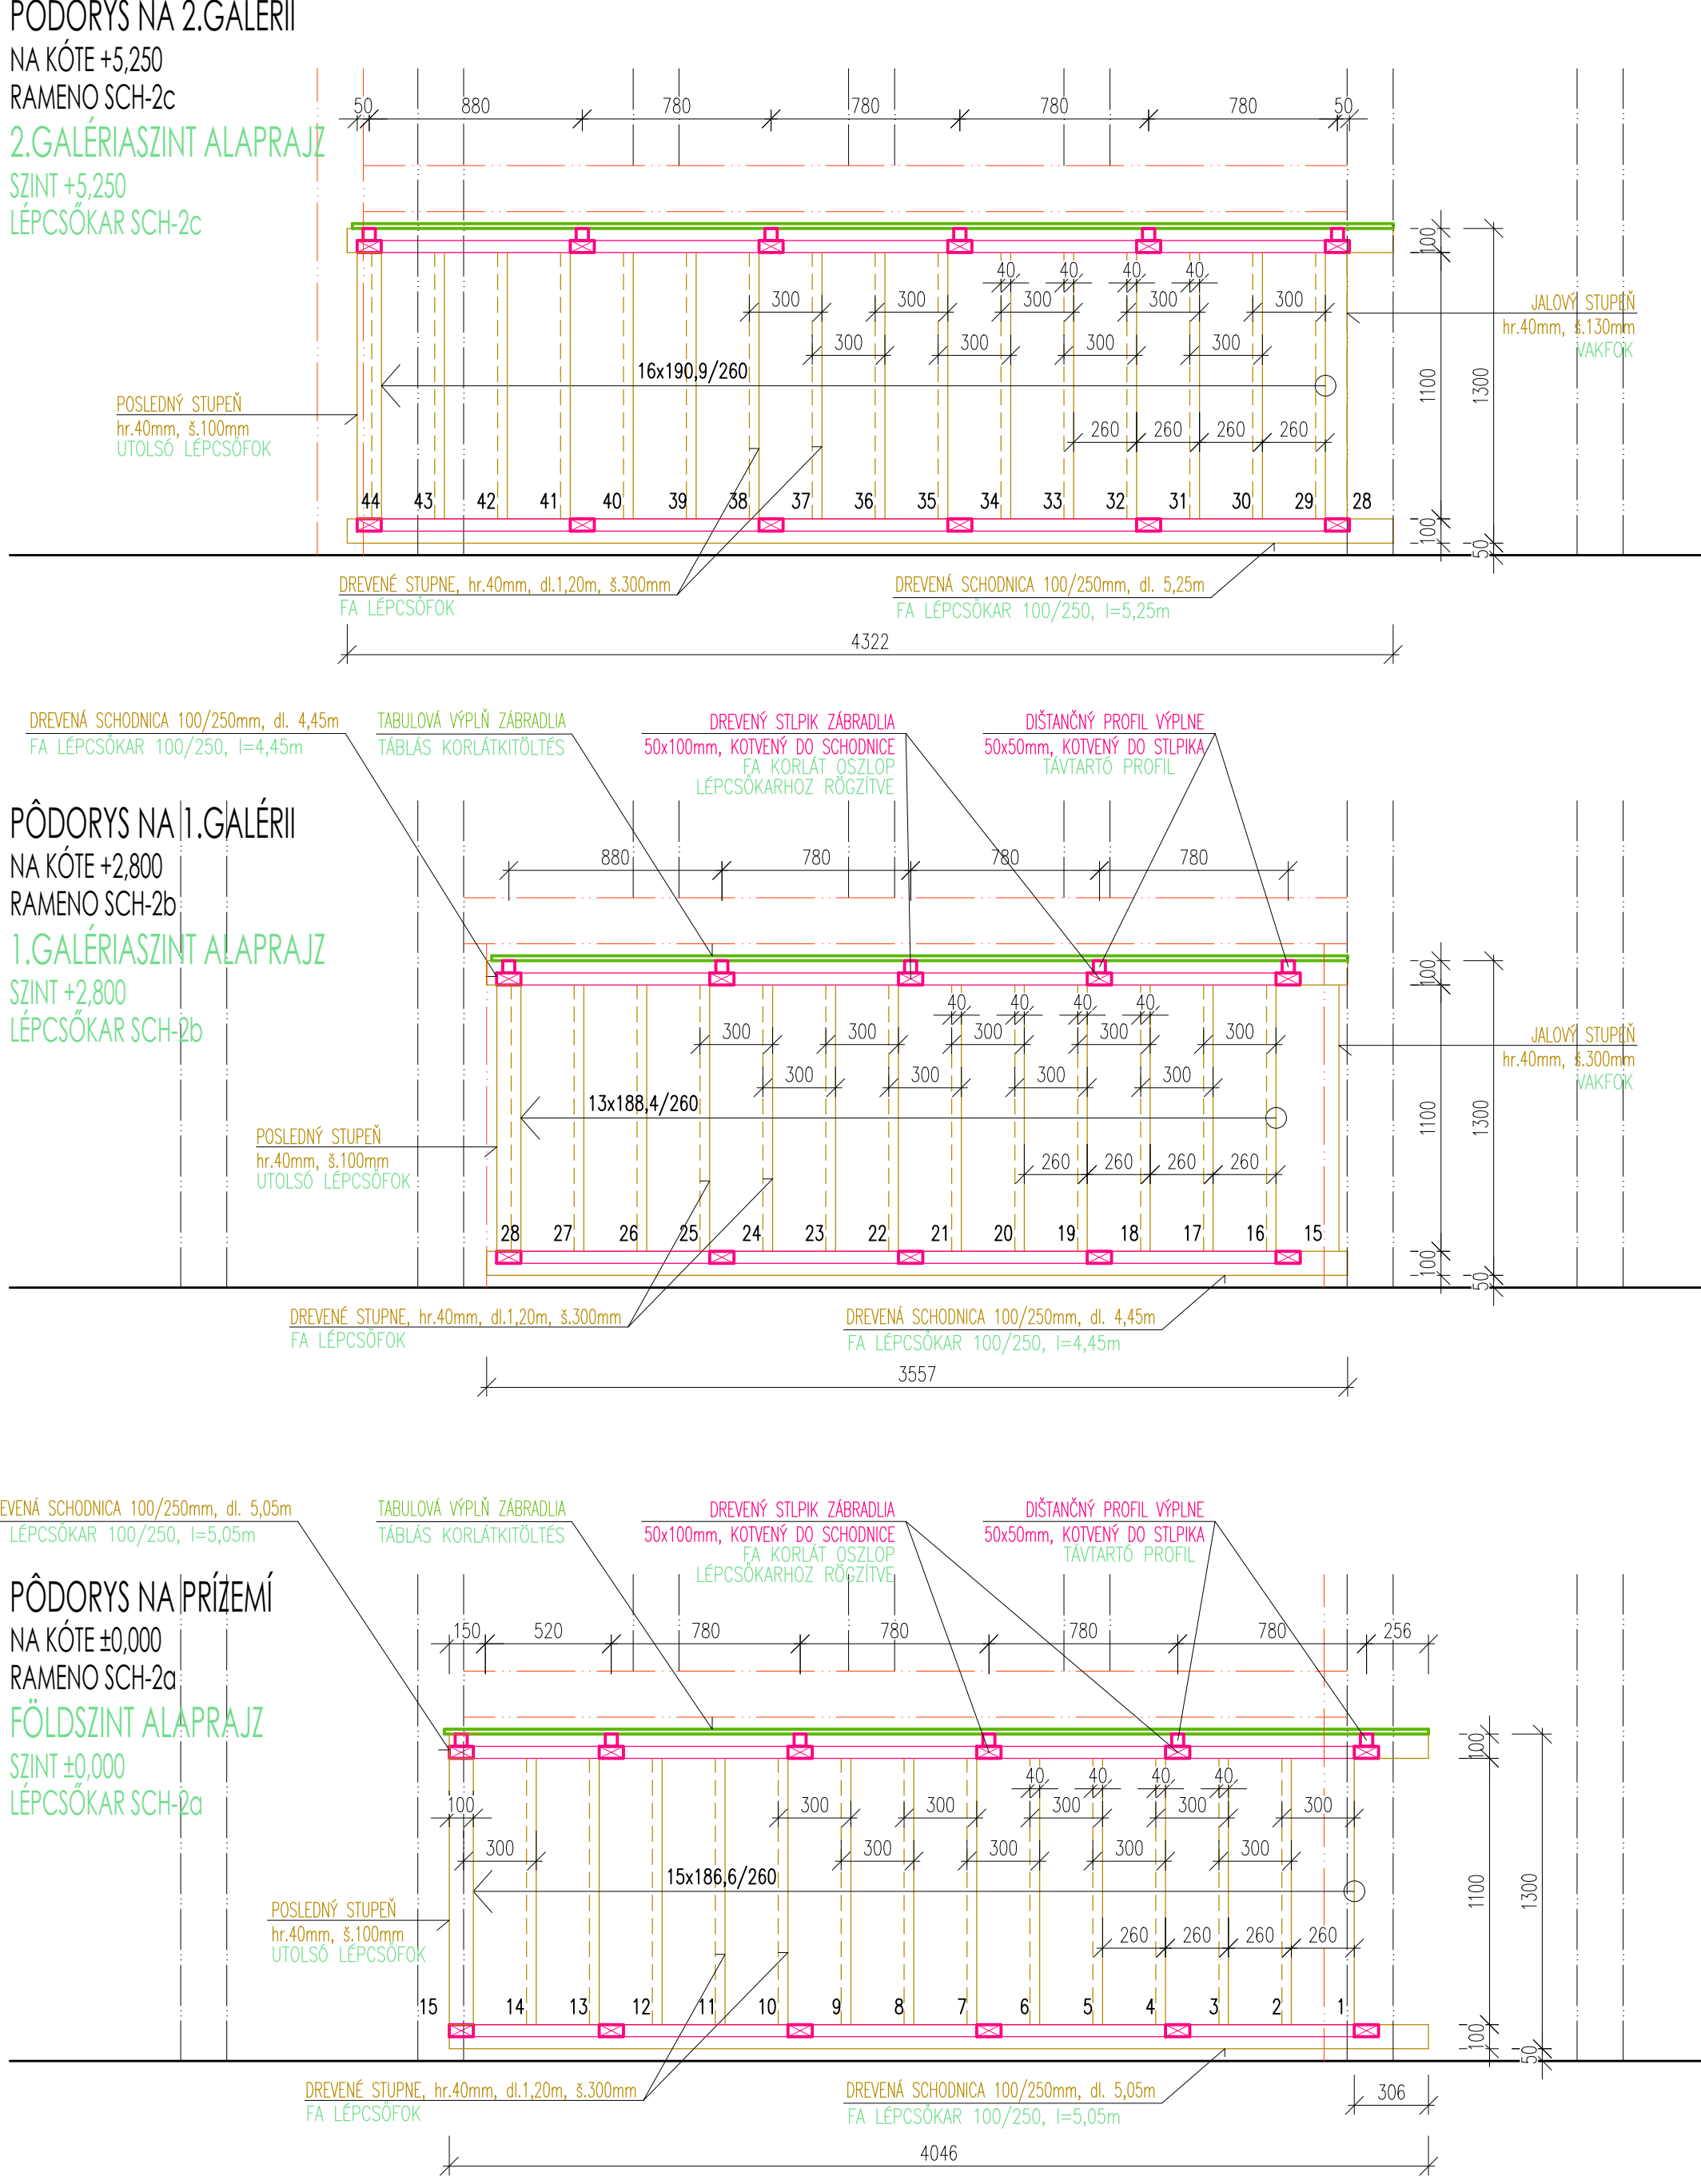 PÔDORYS NA 2.GALÉRII
NA KÓTE +5,250
RAMENO SCH-2c
2.GALÉRIASZINT ALAPRAJZ
SZINT +5,250
LÉPCSŐKAR SCH-2c
50 880 780 780 780 780 50
100
40 40 40 40
300 300 300 300 300
300 300 300 300
JALOVÝ STUPEŇ
hr.40mm, š.130mm
VAKFOK
16x190,9/260
1100
1300
POSLEDNÝ STUPEŇ
hr.40mm, š.100mm
UTOLSÓ LÉPCSŐFOK
260 260 260 260
44 43 42 41 40 39 38 37 36 35 34 33 32 31 30 29 28
100
50
DREVENÉ STUPNE, hr.40mm, dl.1,20m, š.300mm
FA LÉPCSŐFOK
DREVENÁ SCHODNICA 100/250mm, dl. 5,25m
FA LÉPCSŐKAR 100/250, l=5,25m
4322
DREVENÁ SCHODNICA 100/250mm, dl. 4,45m
FA LÉPCSŐKAR 100/250, l=4,45m
TABULOVÁ VÝPLŇ ZÁBRADLIA
TÁBLÁS KORLÁTKITÖLTÉS
DREVENÝ STLPIK ZÁBRADLIA
50x100mm, KOTVENÝ DO SCHODNICE
FA KORLÁT OSZLOP
LÉPCSŐKARHOZ RÖGZÍTVE
DIŠTANČNÝ PROFIL VÝPLNE
50x50mm, KOTVENÝ DO STLPIKA
TÁVTARTÓ PROFIL
PÔDORYS NA 1.GALÉRII
NA KÓTE +2,800
RAMENO SCH-2b
1.GALÉRIASZINT ALAPRAJZ
SZINT +2,800
LÉPCSŐKAR SCH-2b
880 780 780 780
100
40 40 40 40
300 300 300 300 300
300 300 300 300
JALOVÝ STUPEŇ
hr.40mm, š.300mm
VAKFOK
13x188,4/260
1100
1300
POSLEDNÝ STUPEŇ
hr.40mm, š.100mm
UTOLSÓ LÉPCSŐFOK
260 260 260 260
28 27 26 25 24 23 22 21 20 19 18 17 16 15
100
50
DREVENÉ STUPNE, hr.40mm, dl.1,20m, š.300mm
FA LÉPCSŐFOK
DREVENÁ SCHODNICA 100/250mm, dl. 4,45m
FA LÉPCSŐKAR 100/250, l=4,45m
3557
EVENÁ SCHODNICA 100/250mm, dl. 5,05m
LÉPCSŐKAR 100/250, l=5,05m
TABULOVÁ VÝPLŇ ZÁBRADLIA
TÁBLÁS KORLÁTKITÖLTÉS
DREVENÝ STLPIK ZÁBRADLIA
50x100mm, KOTVENÝ DO SCHODNICE
FA KORLÁT OSZLOP
LÉPCSŐKARHOZ RÖGZÍTVE
DIŠTANČNÝ PROFIL VÝPLNE
50x50mm, KOTVENÝ DO STLPIKA
TÁVTARTÓ PROFIL
PÔDORYS NA PRÍZEMÍ
NA KÓTE ±0,000
RAMENO SCH-2a
FÖLDSZINT ALAPRAJZ
SZINT ±0,000
LÉPCSŐKAR SCH-2a
150 520 780 780 780 780 256
100
40 40 40 40
100 300 300 300 300 300
300 300 300 300 300
15x186,6/260
1100
1300
POSLEDNÝ STUPEŇ
hr.40mm, š.100mm
UTOLSÓ LÉPCSŐFOK
260 260 260 260
15 14 13 12 11 10 9 8 7 6 5 4 3 2 1
100
50
DREVENÉ STUPNE, hr.40mm, dl.1,20m, š.300mm
FA LÉPCSŐFOK
DREVENÁ SCHODNICA 100/250mm, dl. 5,05m
FA LÉPCSŐKAR 100/250, l=5,05m
306
4046